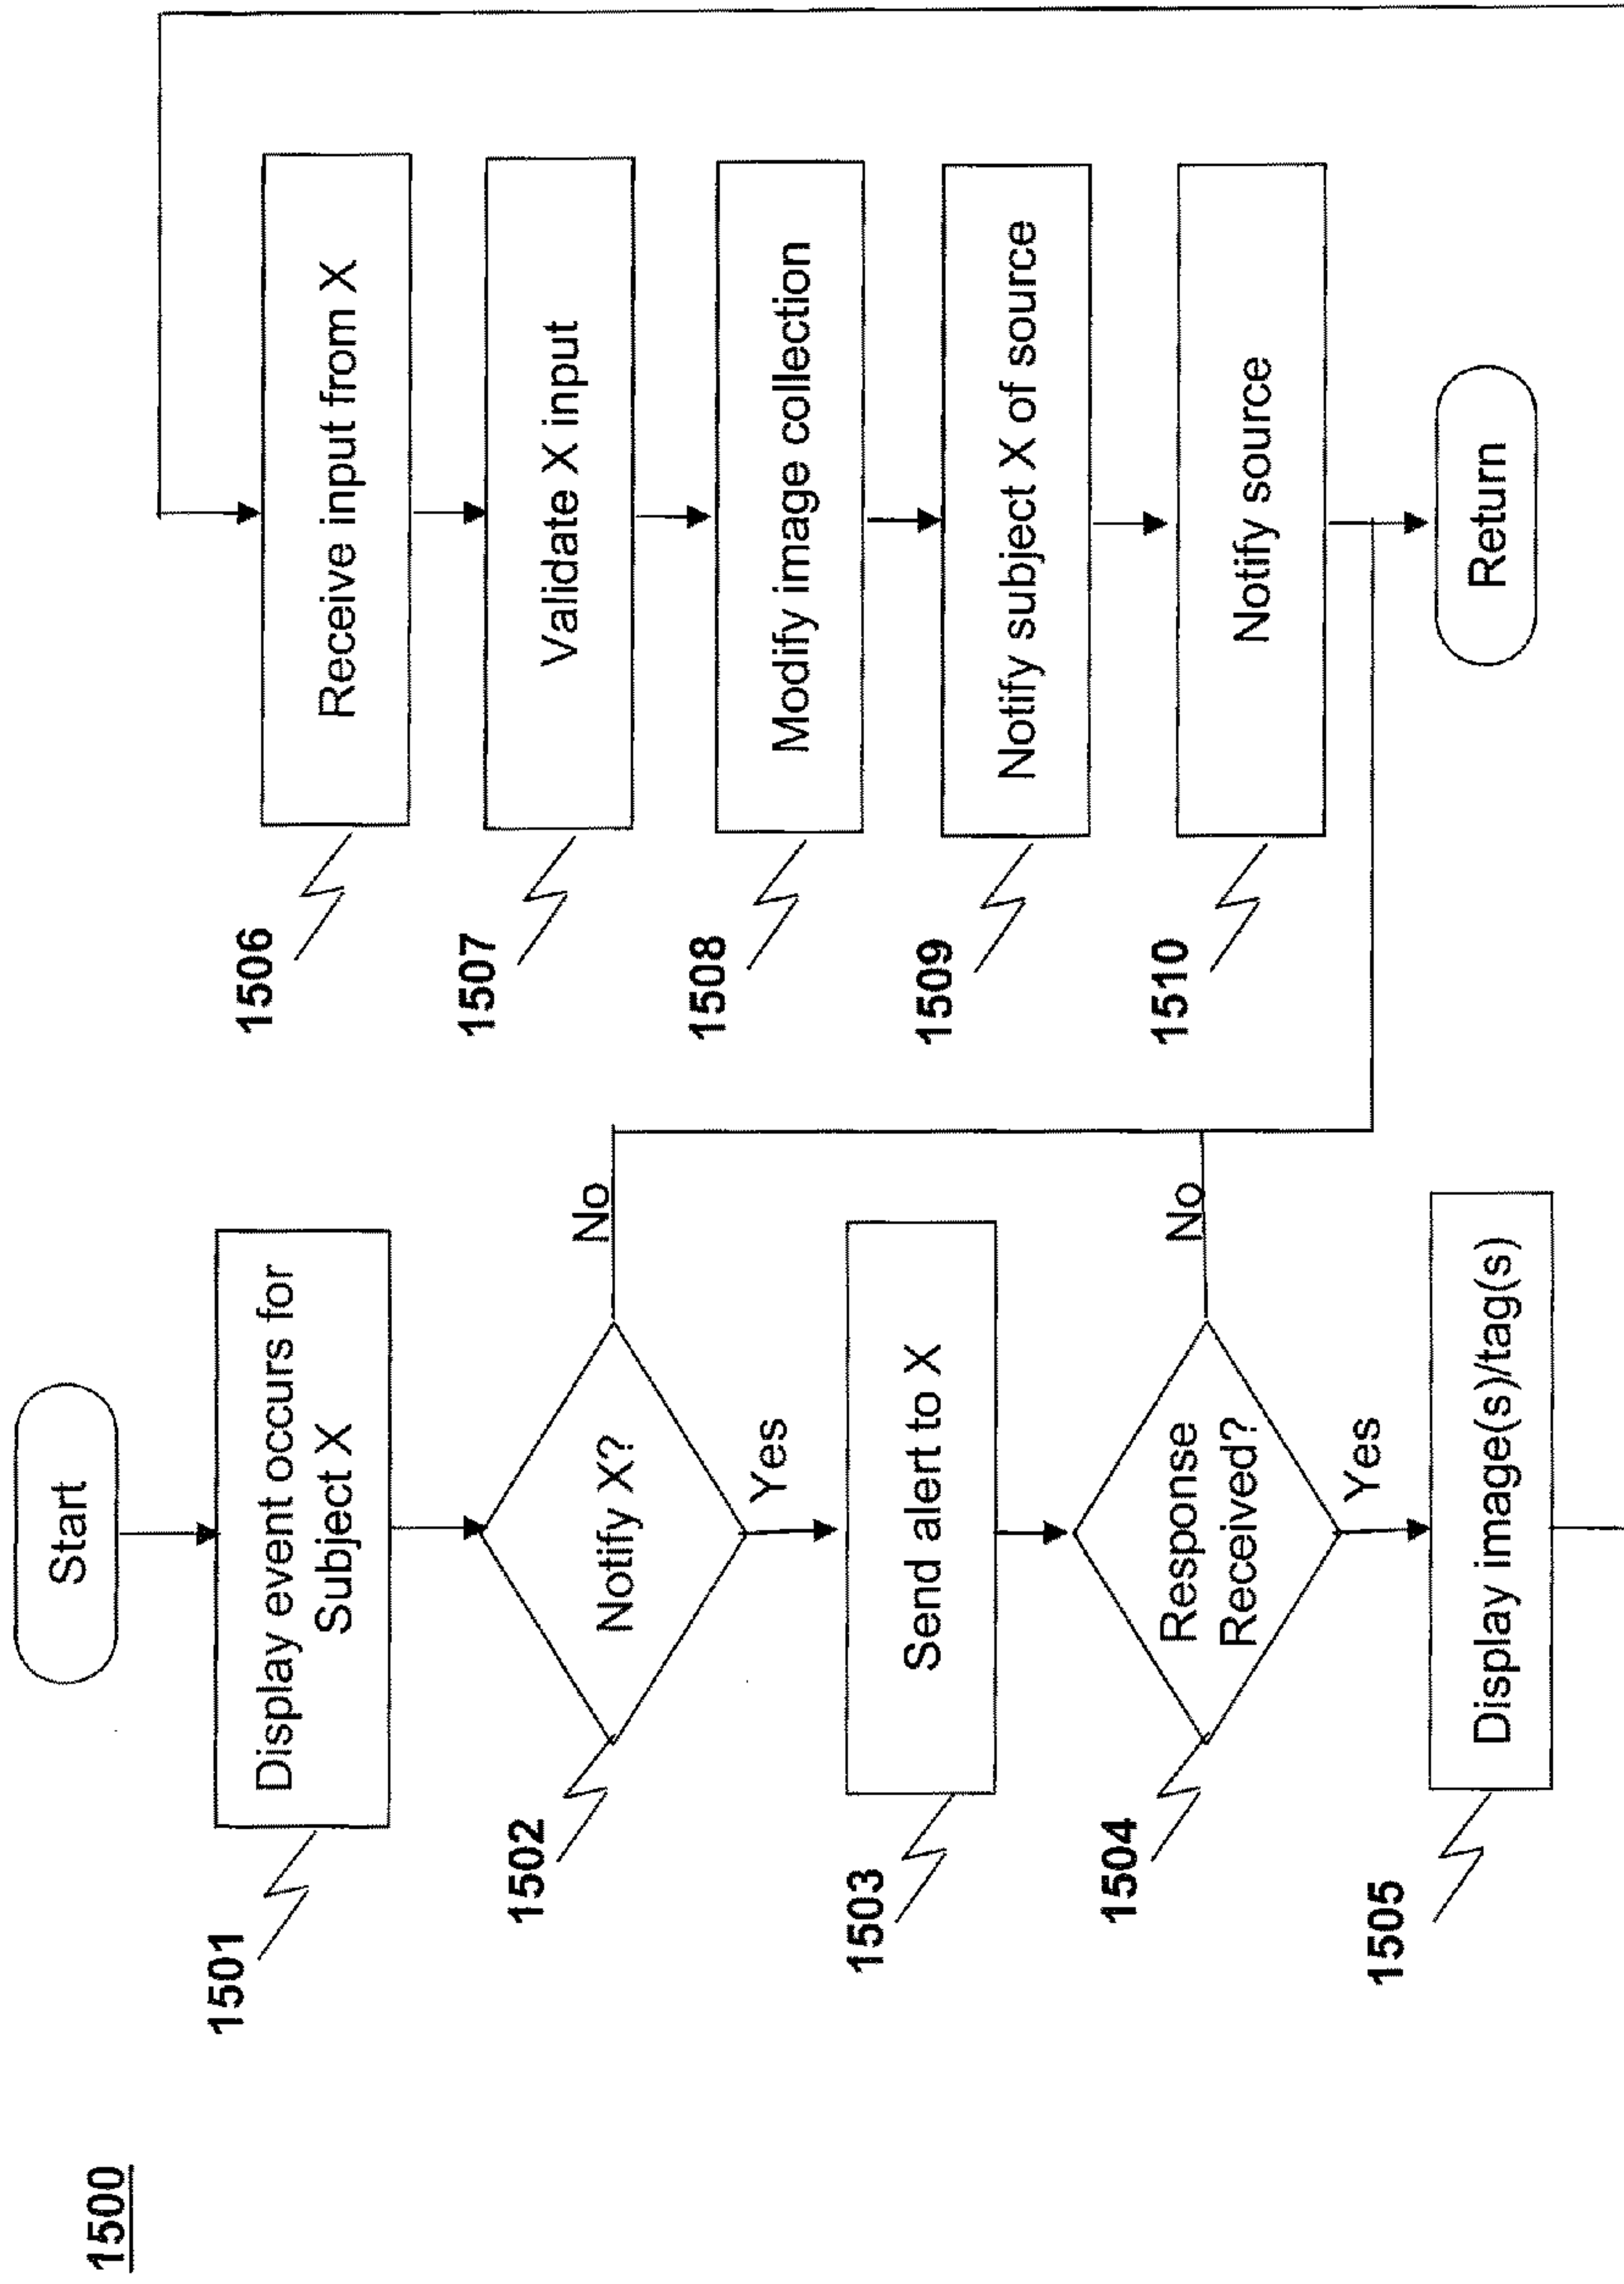 1500
Start
1501
Display event occurs for
Subject X
1502
Notify X?
No
Yes
1503
Send alert to X
1504
Response
Received?
No
Yes
1505
Display image(s)/tag(s)
1506
Receive input from X
1507
Validate X input
1508
Modify image collection
1509
Notify subject X of source
1510
Notify source
Return